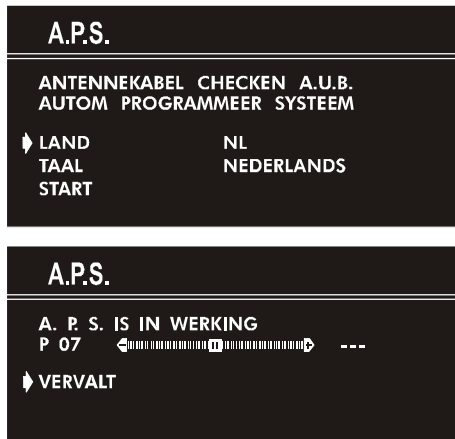 A.P.S.
ANTENNEKABEL CHECKEN A.U.B.
AUTOM PROGRAMMEER SYSTEEM
LAND NL
TAAL NEDERLANDS
START
A.P.S.
A. P. S. IS IN WERKING
P 07 - + ---
VERVALT